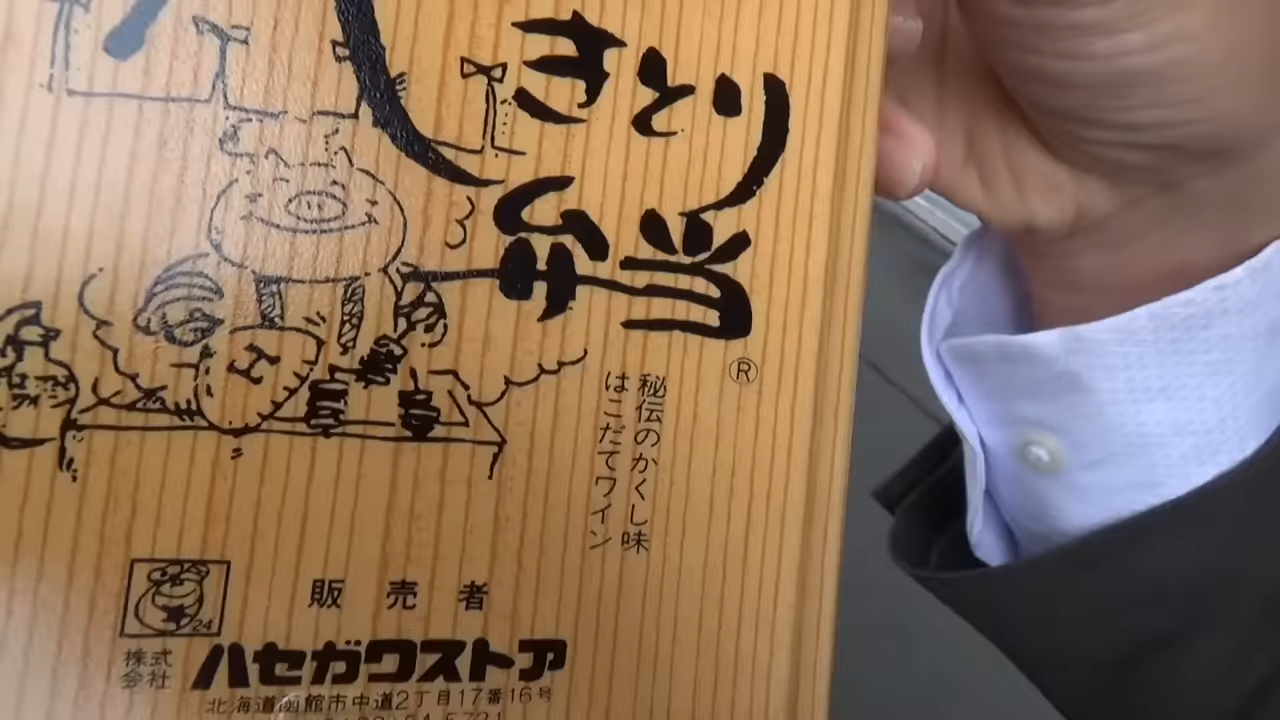 きとり
弁当
®
秘伝のかくし味
はこだてワイン
24
販売者
株式会社
ハセガワストア
北海道函館市中道2丁目17番16号